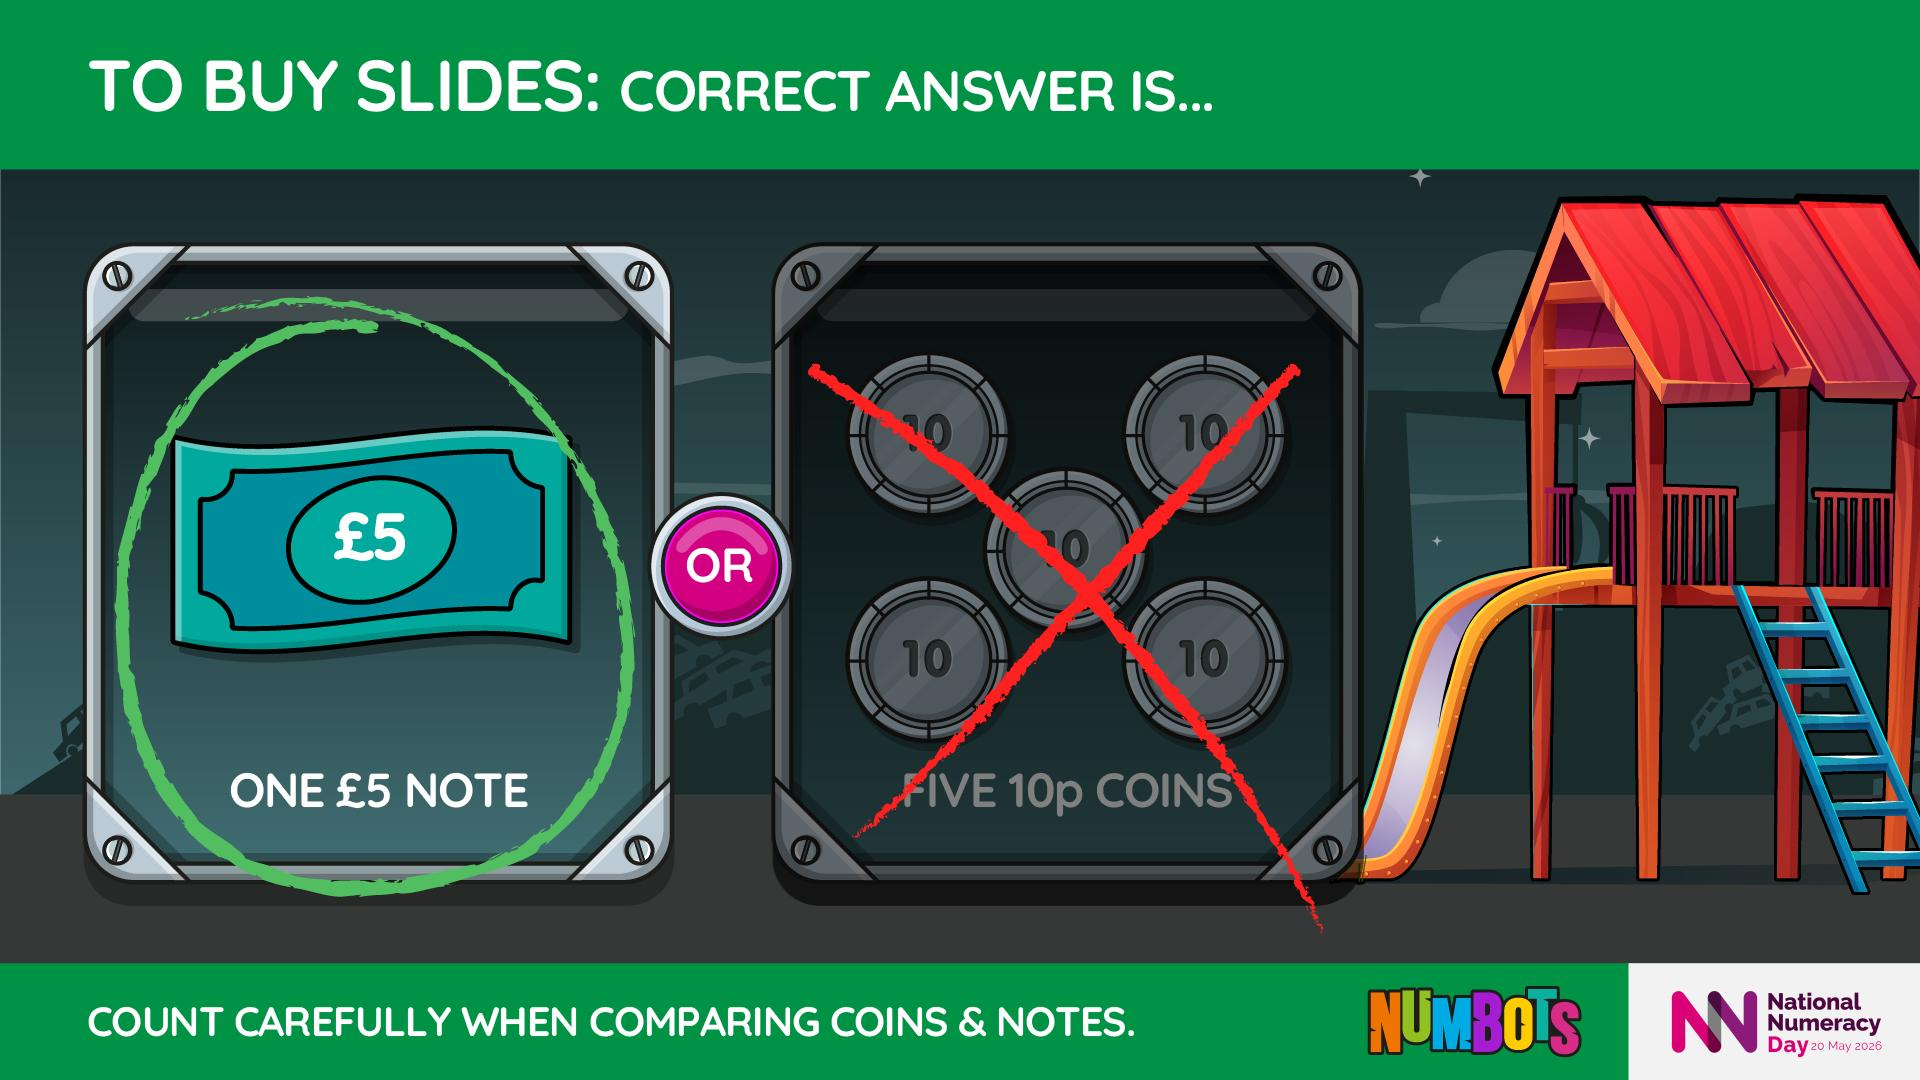 TO BUY SLIDES: CORRECT ANSWER IS...
£5
ONE £5 NOTE
OR
10
10
10
10
10
FIVE 10p COINS
COUNT CAREFULLY WHEN COMPARING COINS & NOTES.
NUMBOTS
National
Numeracy
Day 20 May 2026